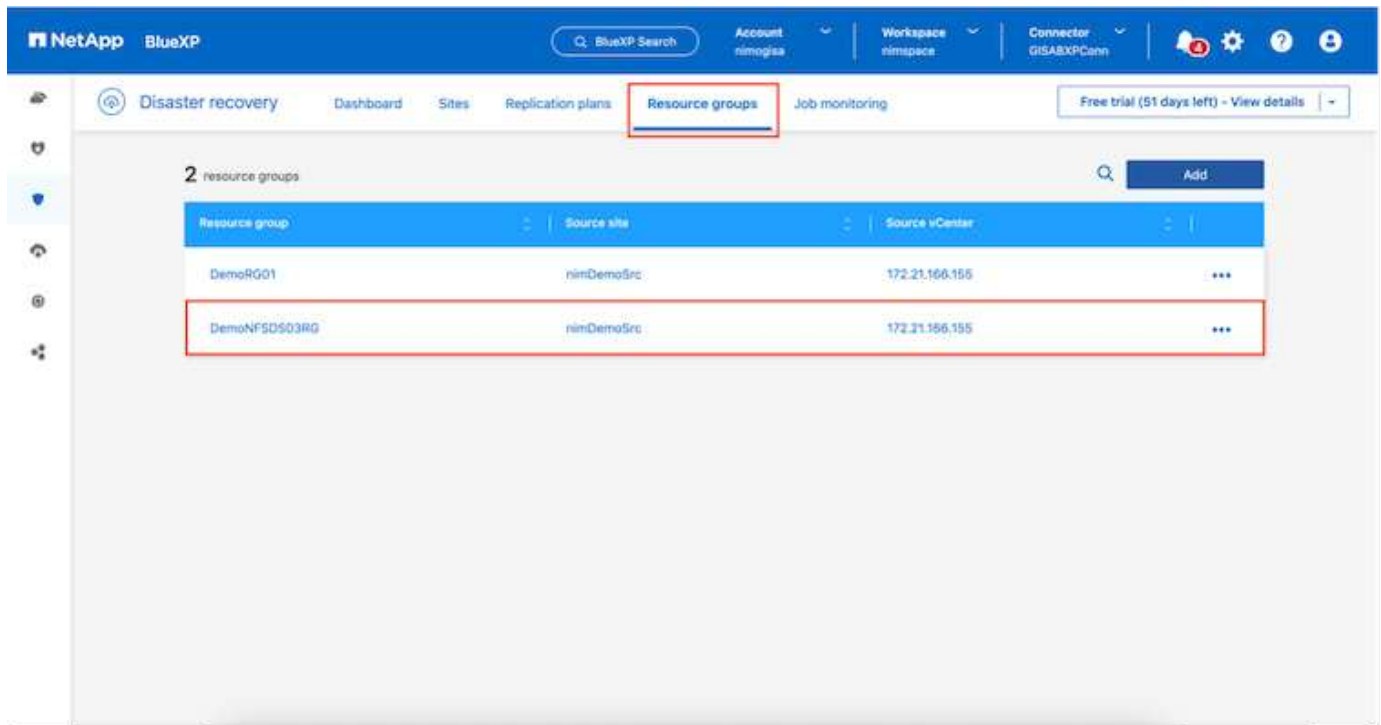 NetApp BlueXP
BlueXP Search
Account
nimogisa
Workspace
nimspace
Connector
GISABXPConn
4
Disaster recovery
Dashboard
Sites
Replication plans
Resource groups
Job monitoring
Free trial (51 days left) - View details
2 resource groups
Add
Resource group
Source site
Source vCenter
DemoRG01
nimDemoSrc
172.21.166.155
DemoNFSDS03RG
nimDemoSrc
172.21.166.155